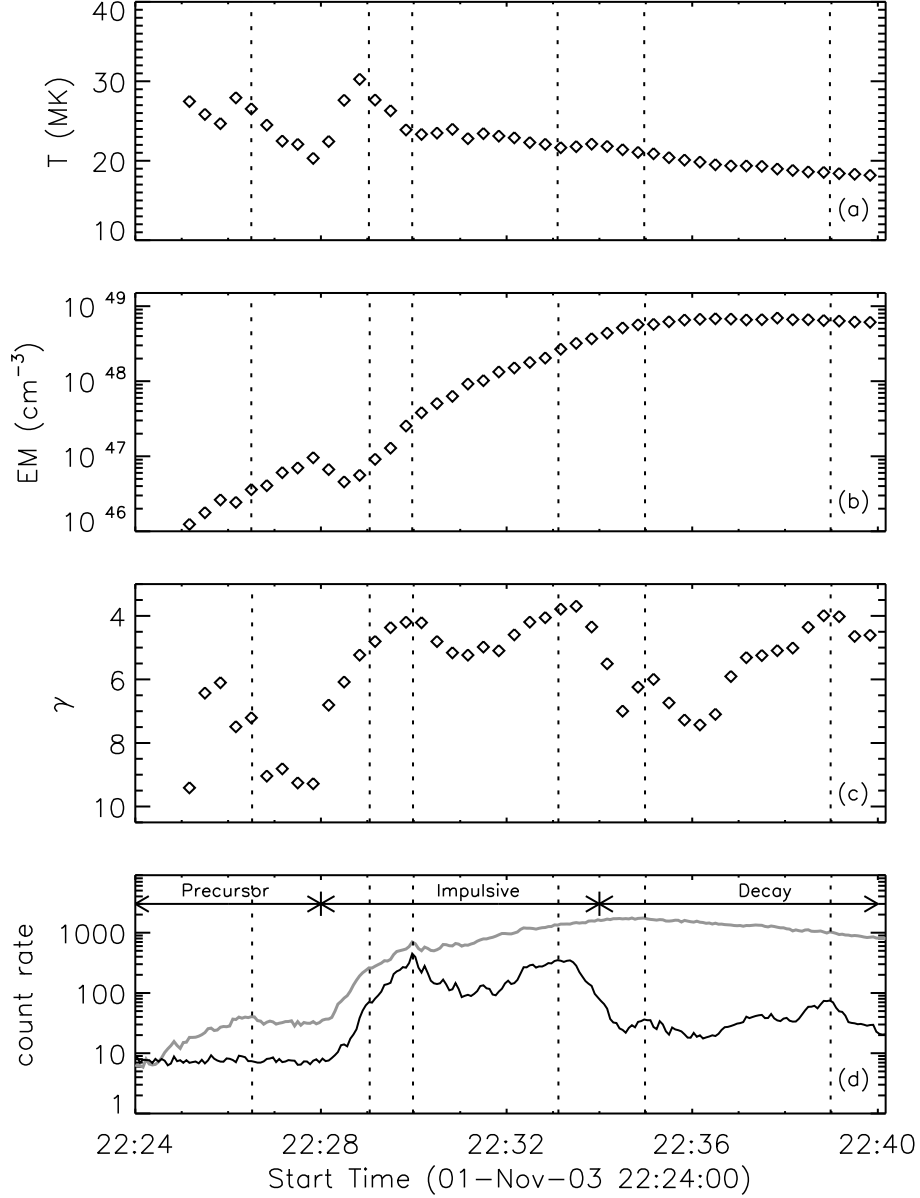 40
30
T (MK)
20
(a)
10
10 49
10 48
EM (cm−3)
10 47
(b)
10 46
4
6
γ
8
(c)
10
Precursor Impulsive Decay
1000
count rate
100
10
(d)
1
22:24 22:28 22:32 22:36 22:40
Start Time (01−Nov−03 22:24:00)